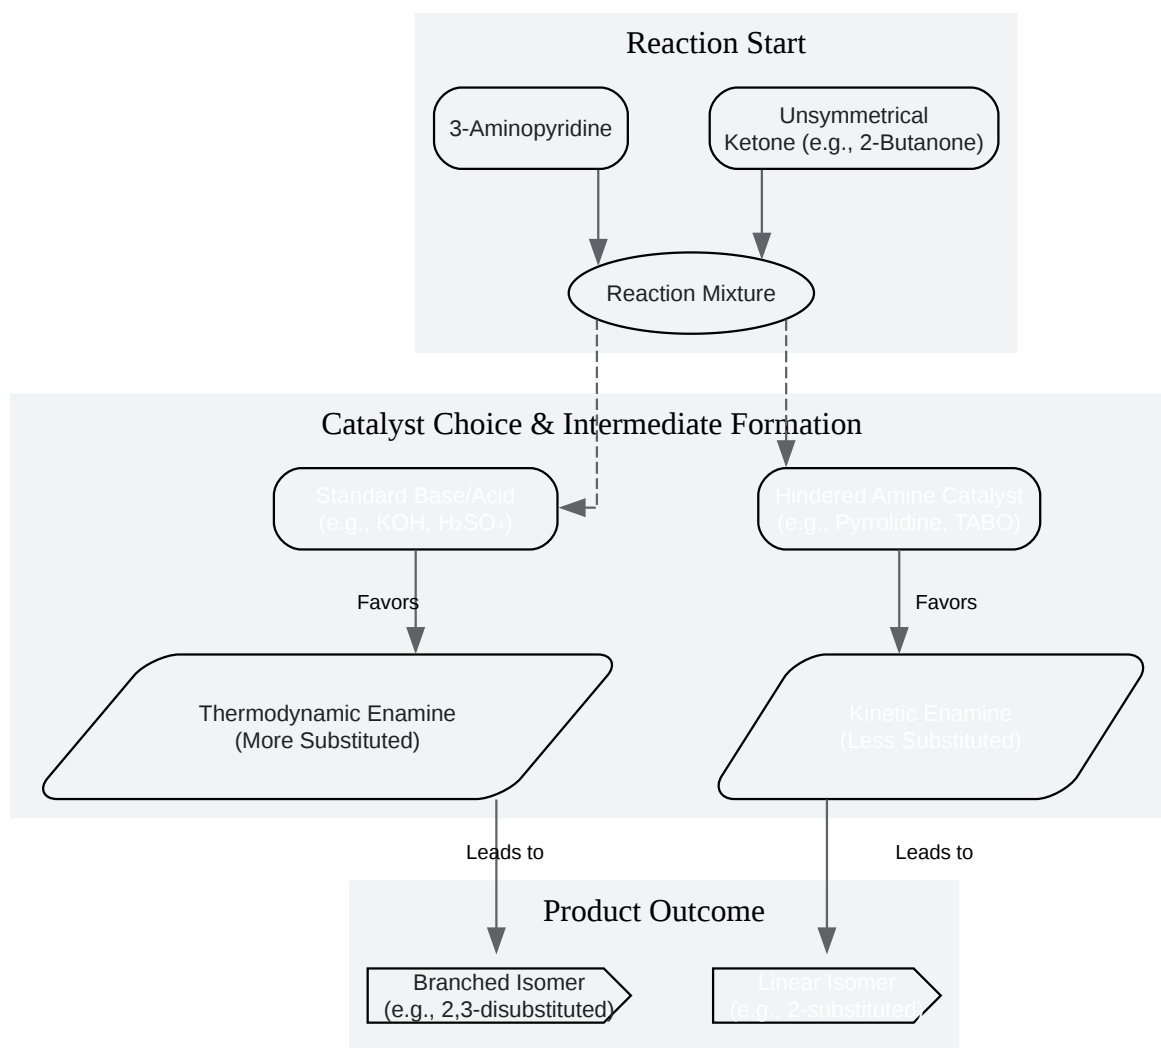 Reaction Start
3-Aminopyridine
Unsymmetrical
Ketone (e.g., 2-Butanone)
Reaction Mixture
Catalyst Choice & Intermediate Formation
Standard Base/Acid
(e.g., KOH, H₂SO₄)
Hindered Amine Catalyst
(e.g., Pyrrolidine, TABO)
Favors
Favors
Thermodynamic Enamine
(More Substituted)
Kinetic Enamine
(Less Substituted)
Leads to
Leads to
Product Outcome
Branched Isomer
(e.g., 2,3-disubstituted)
Linear Isomer
(e.g., 2-substituted)